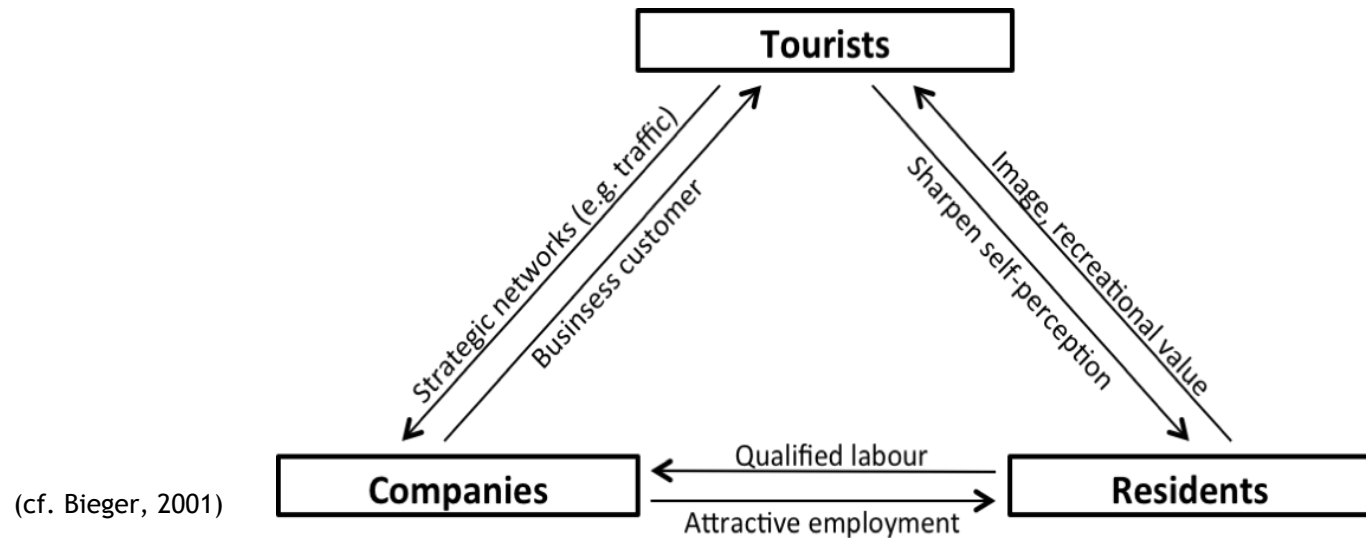 Tourists
Strategic networks (e.g. traffic)
Businsess customer
Sharpen self-perception
Image, recreational value
Qualified labour
Companies
Residents
Attractive employment
(cf. Bieger, 2001)